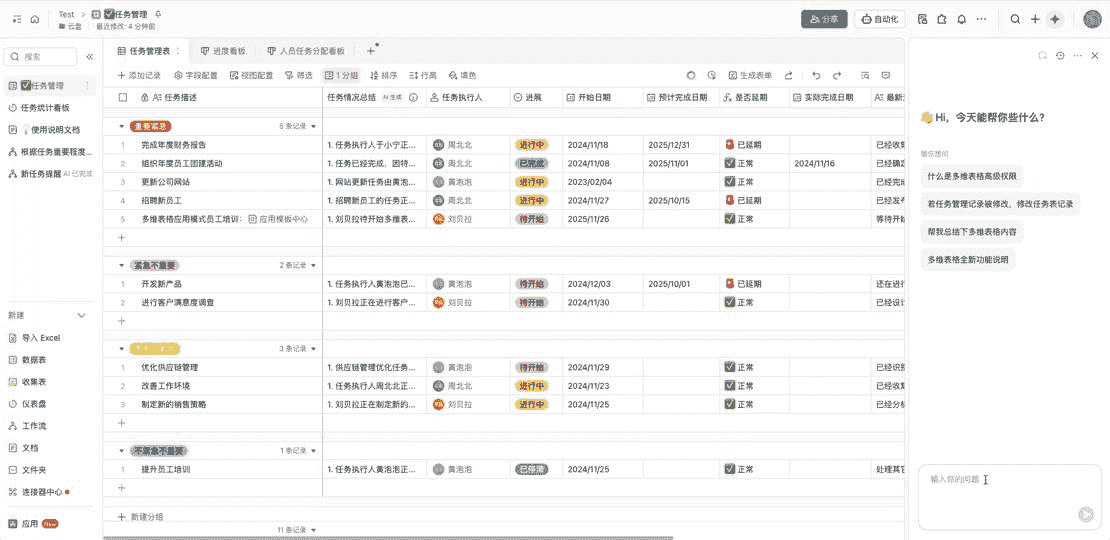 Test > ✅任务管理
云盘 最近修改: 4 分钟前
分享
自动化
搜索
✅任务管理
任务统计看板
💡使用说明文档
根据任务重要程度...
新任务提醒 AI 已完成
新建
导入 Excel
数据表
收集表
仪表盘
工作流
文档
文件夹
连接器中心
应用 New
任务管理表
进度看板
人员任务分配看板
添加记录 字段配置 视图配置 筛选 1 分组 排序 行高 填色 生成表单
任务描述 任务情况总结 AI 生成 任务执行人 进展 开始日期 预计完成日期 是否延期 实际完成日期
重要紧急 5 条记录
1 完成年度财务报告 1. 任务执行人于小宁正... 周北北 进行中 2024/11/18 2025/12/31 已延期
2 组织年度员工团建活动 1. 任务已经完成，因特... 周北北 已完成 2024/11/08 2025/11/01 正常 2024/11/16
3 更新公司网站 1. 网站更新任务由黄泡... 黄泡泡 进行中 2023/02/04 正常
4 招聘新员工 1. 招聘新员工的任务正... 周北北 进行中 2024/11/27 2025/10/15 已延期
5 多维表格应用模式员工培训: 应用模板中心 1. 刘贝拉待开始多维表... 刘贝拉 待开始 2025/11/26 正常 等待开始
紧急不重要 2 条记录
1 开发新产品 1. 任务执行人黄泡泡已... 黄泡泡 待开始 2024/12/03 2025/10/01 已延期 还在进行
2 进行客户满意度调查 1. 刘贝拉正在进行客户... 刘贝拉 待开始 2024/11/30 正常
3 条记录
1 优化供应链管理 1. 供应链管理优化任务... 黄泡泡 待开始 2024/11/29 正常
2 改善工作环境 1. 任务执行人周北北正... 周北北 进行中 2024/11/23 正常
3 制定新的销售策略 1. 刘贝拉正在制定新的... 刘贝拉 进行中 2024/11/25 正常
不紧急不重要 1 条记录
1 提升员工培训 1. 任务执行人黄泡泡正... 黄泡泡 已停滞 2024/11/25 正常
新建分组
11 条记录
👋 Hi，今天能帮你些什么？
猜你想问
什么是多维表格高级权限
若任务管理记录被修改，修改任务表记录
帮我总结下多维表格内容
多维表格全新功能说明
输入你的问题